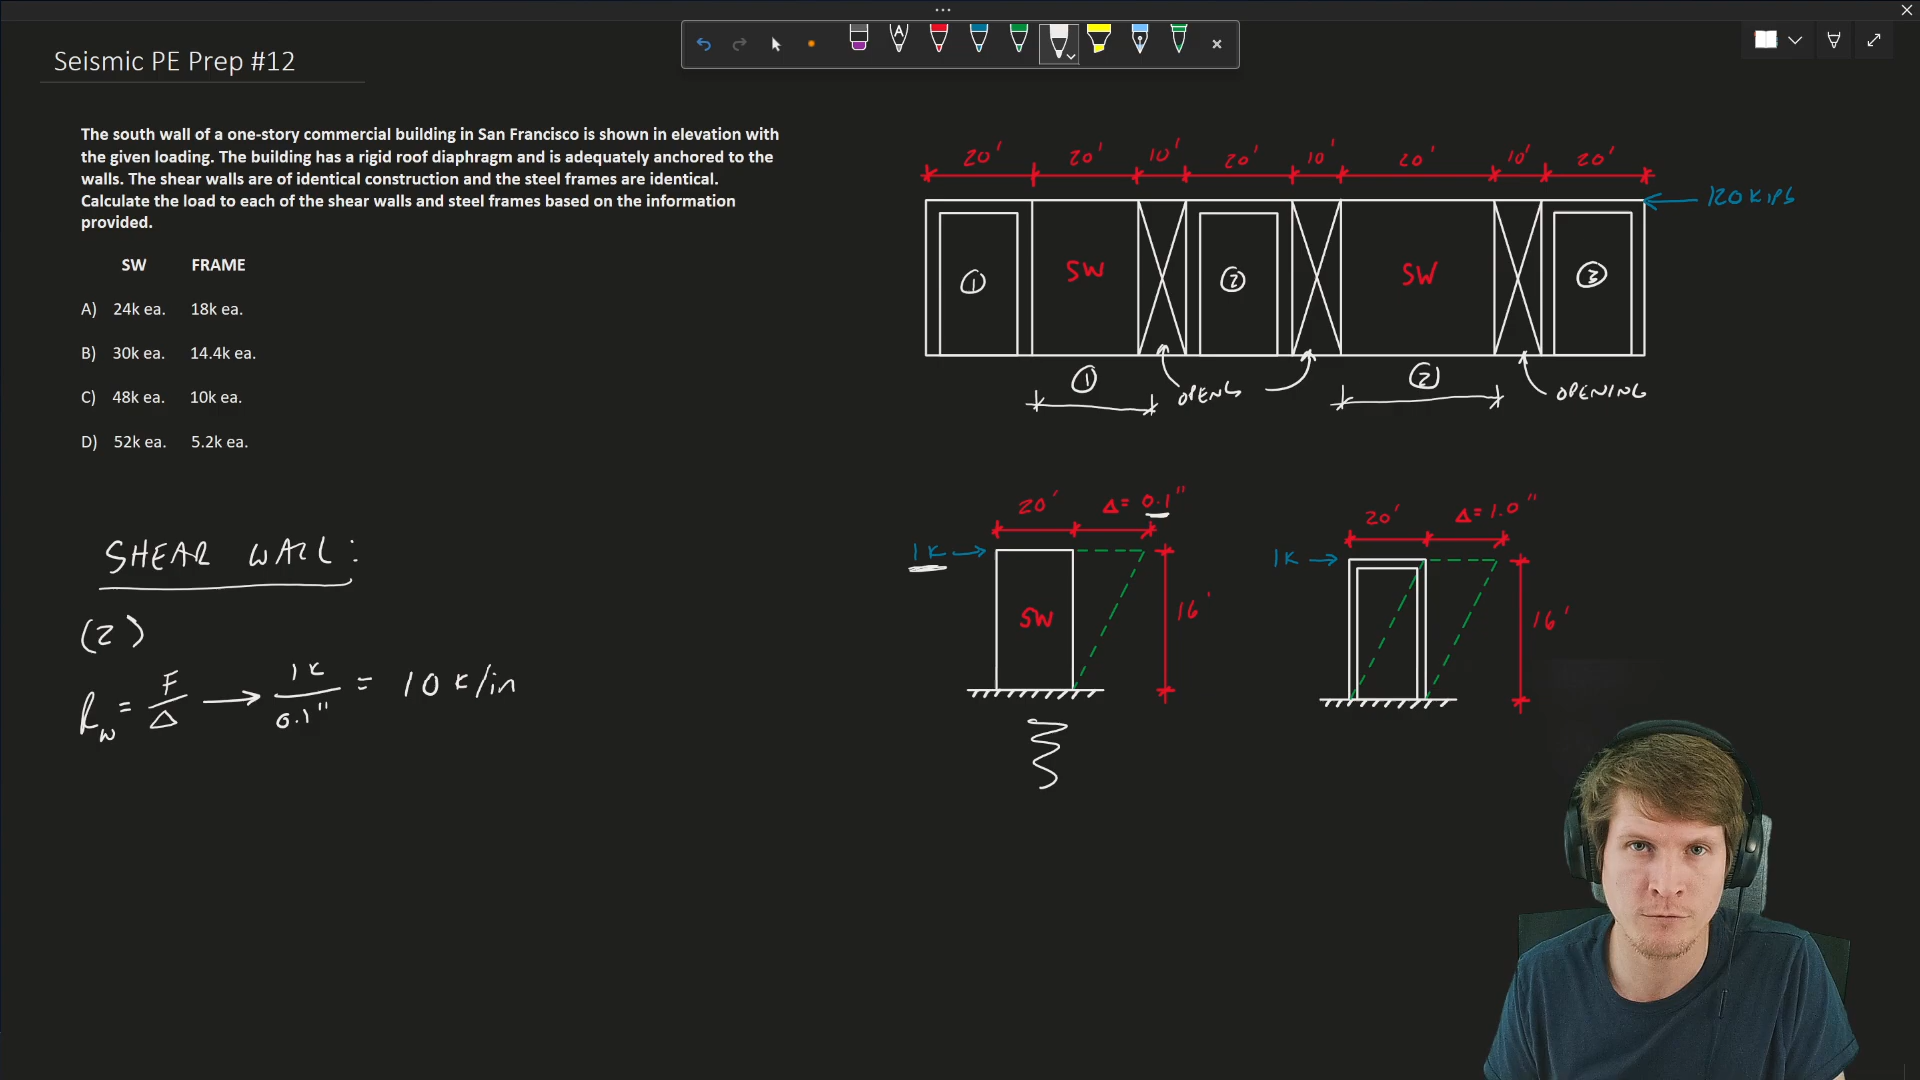 Seismic PE Prep #12
The south wall of a one-story commercial building in San Francisco is shown in elevation with
the given loading. The building has a rigid roof diaphragm and is adequately anchored to the
walls. The shear walls are of identical construction and the steel frames are identical.
Calculate the load to each of the shear walls and steel frames based on the information
provided.
SW FRAME
A) 24k ea. 18k ea.
B) 30k ea. 14.4k ea.
C) 48k ea. 10k ea.
D) 52k ea. 5.2k ea.
20' 20' 10' 20' 10' 20' 10' 20'
120 KIPS
1 SW 2 SW 3
1 2
OPENG OPENING
20' Δ= 0.1"
1K
SW
16'
20' Δ= 1.0"
1K
16'
SHEAR WALL:
(2)
Rw = F/Δ → 1K/0.1" = 10 K/in